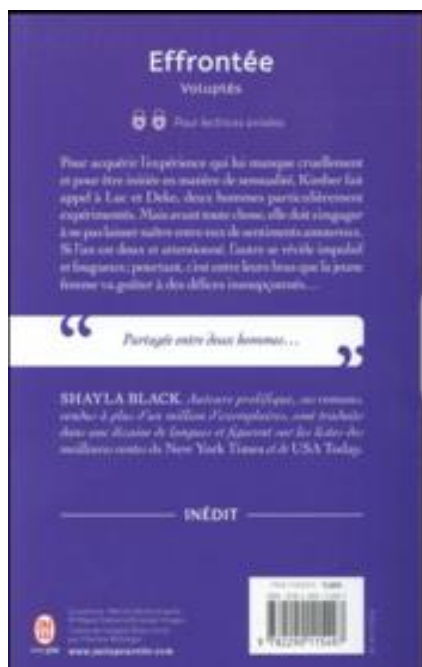 Effrontée
Voluptés
Pour lectrices avisées
Pour acquérir l'expérience qui lui manque cruellement
et pour être initiée en matière de sensualité, Kimber fait
appel à Luc et Deke, deux hommes particulièrement
expérimentés. Mais avant toute chose, elle doit s'engager
à ne pas laisser naître entre eux de sentiments amoureux.
Si l'un est doux et attentionné, l'autre se révèle impulsif
et fougueux ; pourtant, c'est entre leurs bras que la jeune
femme va goûter à des délices insoupçonnés…
“
Partagée entre deux hommes…
”
SHAYLA BLACK Auteure prolifique, ses romans,
vendus à plus d'un million d'exemplaires, sont traduits
dans une dizaine de langues et figurent sur les listes des
meilleures ventes du New York Times et de USA Today.
INÉDIT
www.jailupourelle.com